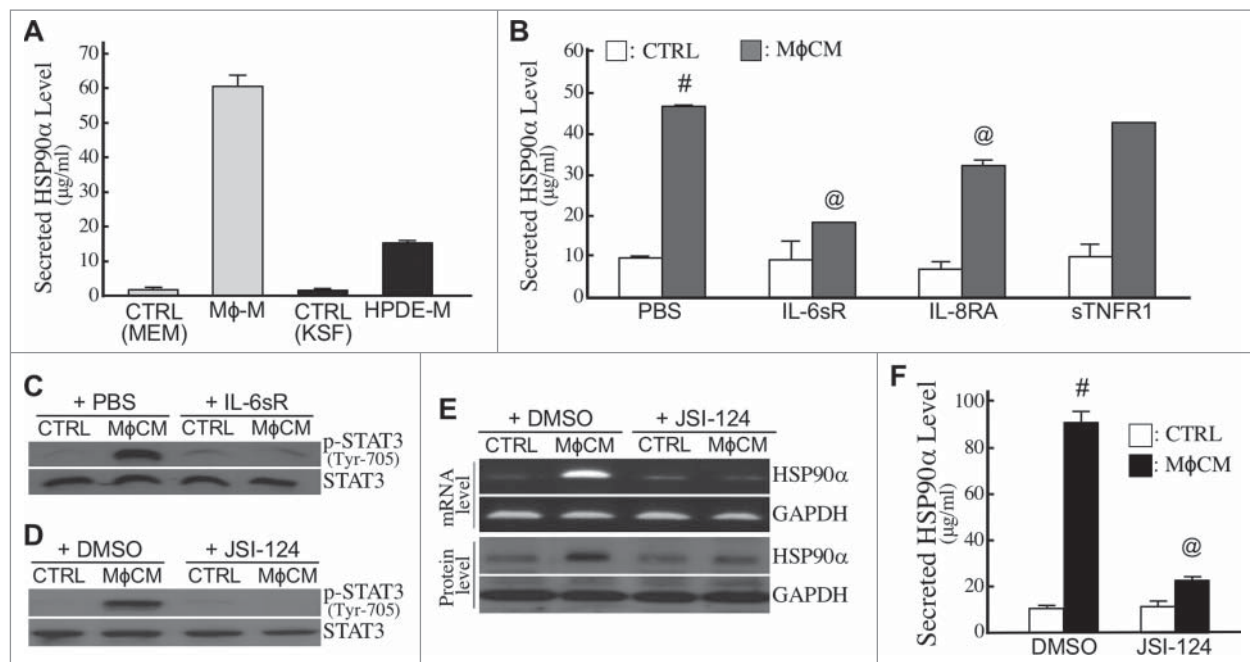 A
Secreted HSP90α Level
(µg/ml)
70
60
50
40
30
20
10
0
CTRL
(MEM)
Mϕ-M
CTRL
(KSF)
HPDE-M
B
Secreted HSP90α Level
(µg/ml)
60
50
40
30
20
10
0
□: CTRL
■: MϕCM
#
@
@
PBS
IL-6sR
IL-8RA
sTNFR1
C
+ PBS
+ IL-6sR
CTRL MϕCM CTRL MϕCM
p-STAT3
(Tyr-705)
STAT3
D
+ DMSO
+ JSI-124
CTRL MϕCM CTRL MϕCM
p-STAT3
(Tyr-705)
STAT3
E
+ DMSO
+ JSI-124
CTRL MϕCM CTRL MϕCM
mRNA
level
HSP90α
GAPDH
Protein
level
HSP90α
GAPDH
F
Secreted HSP90α Level
(µg/ml)
100
80
60
40
20
0
#
@
□: CTRL
■: MϕCM
DMSO
JSI-124